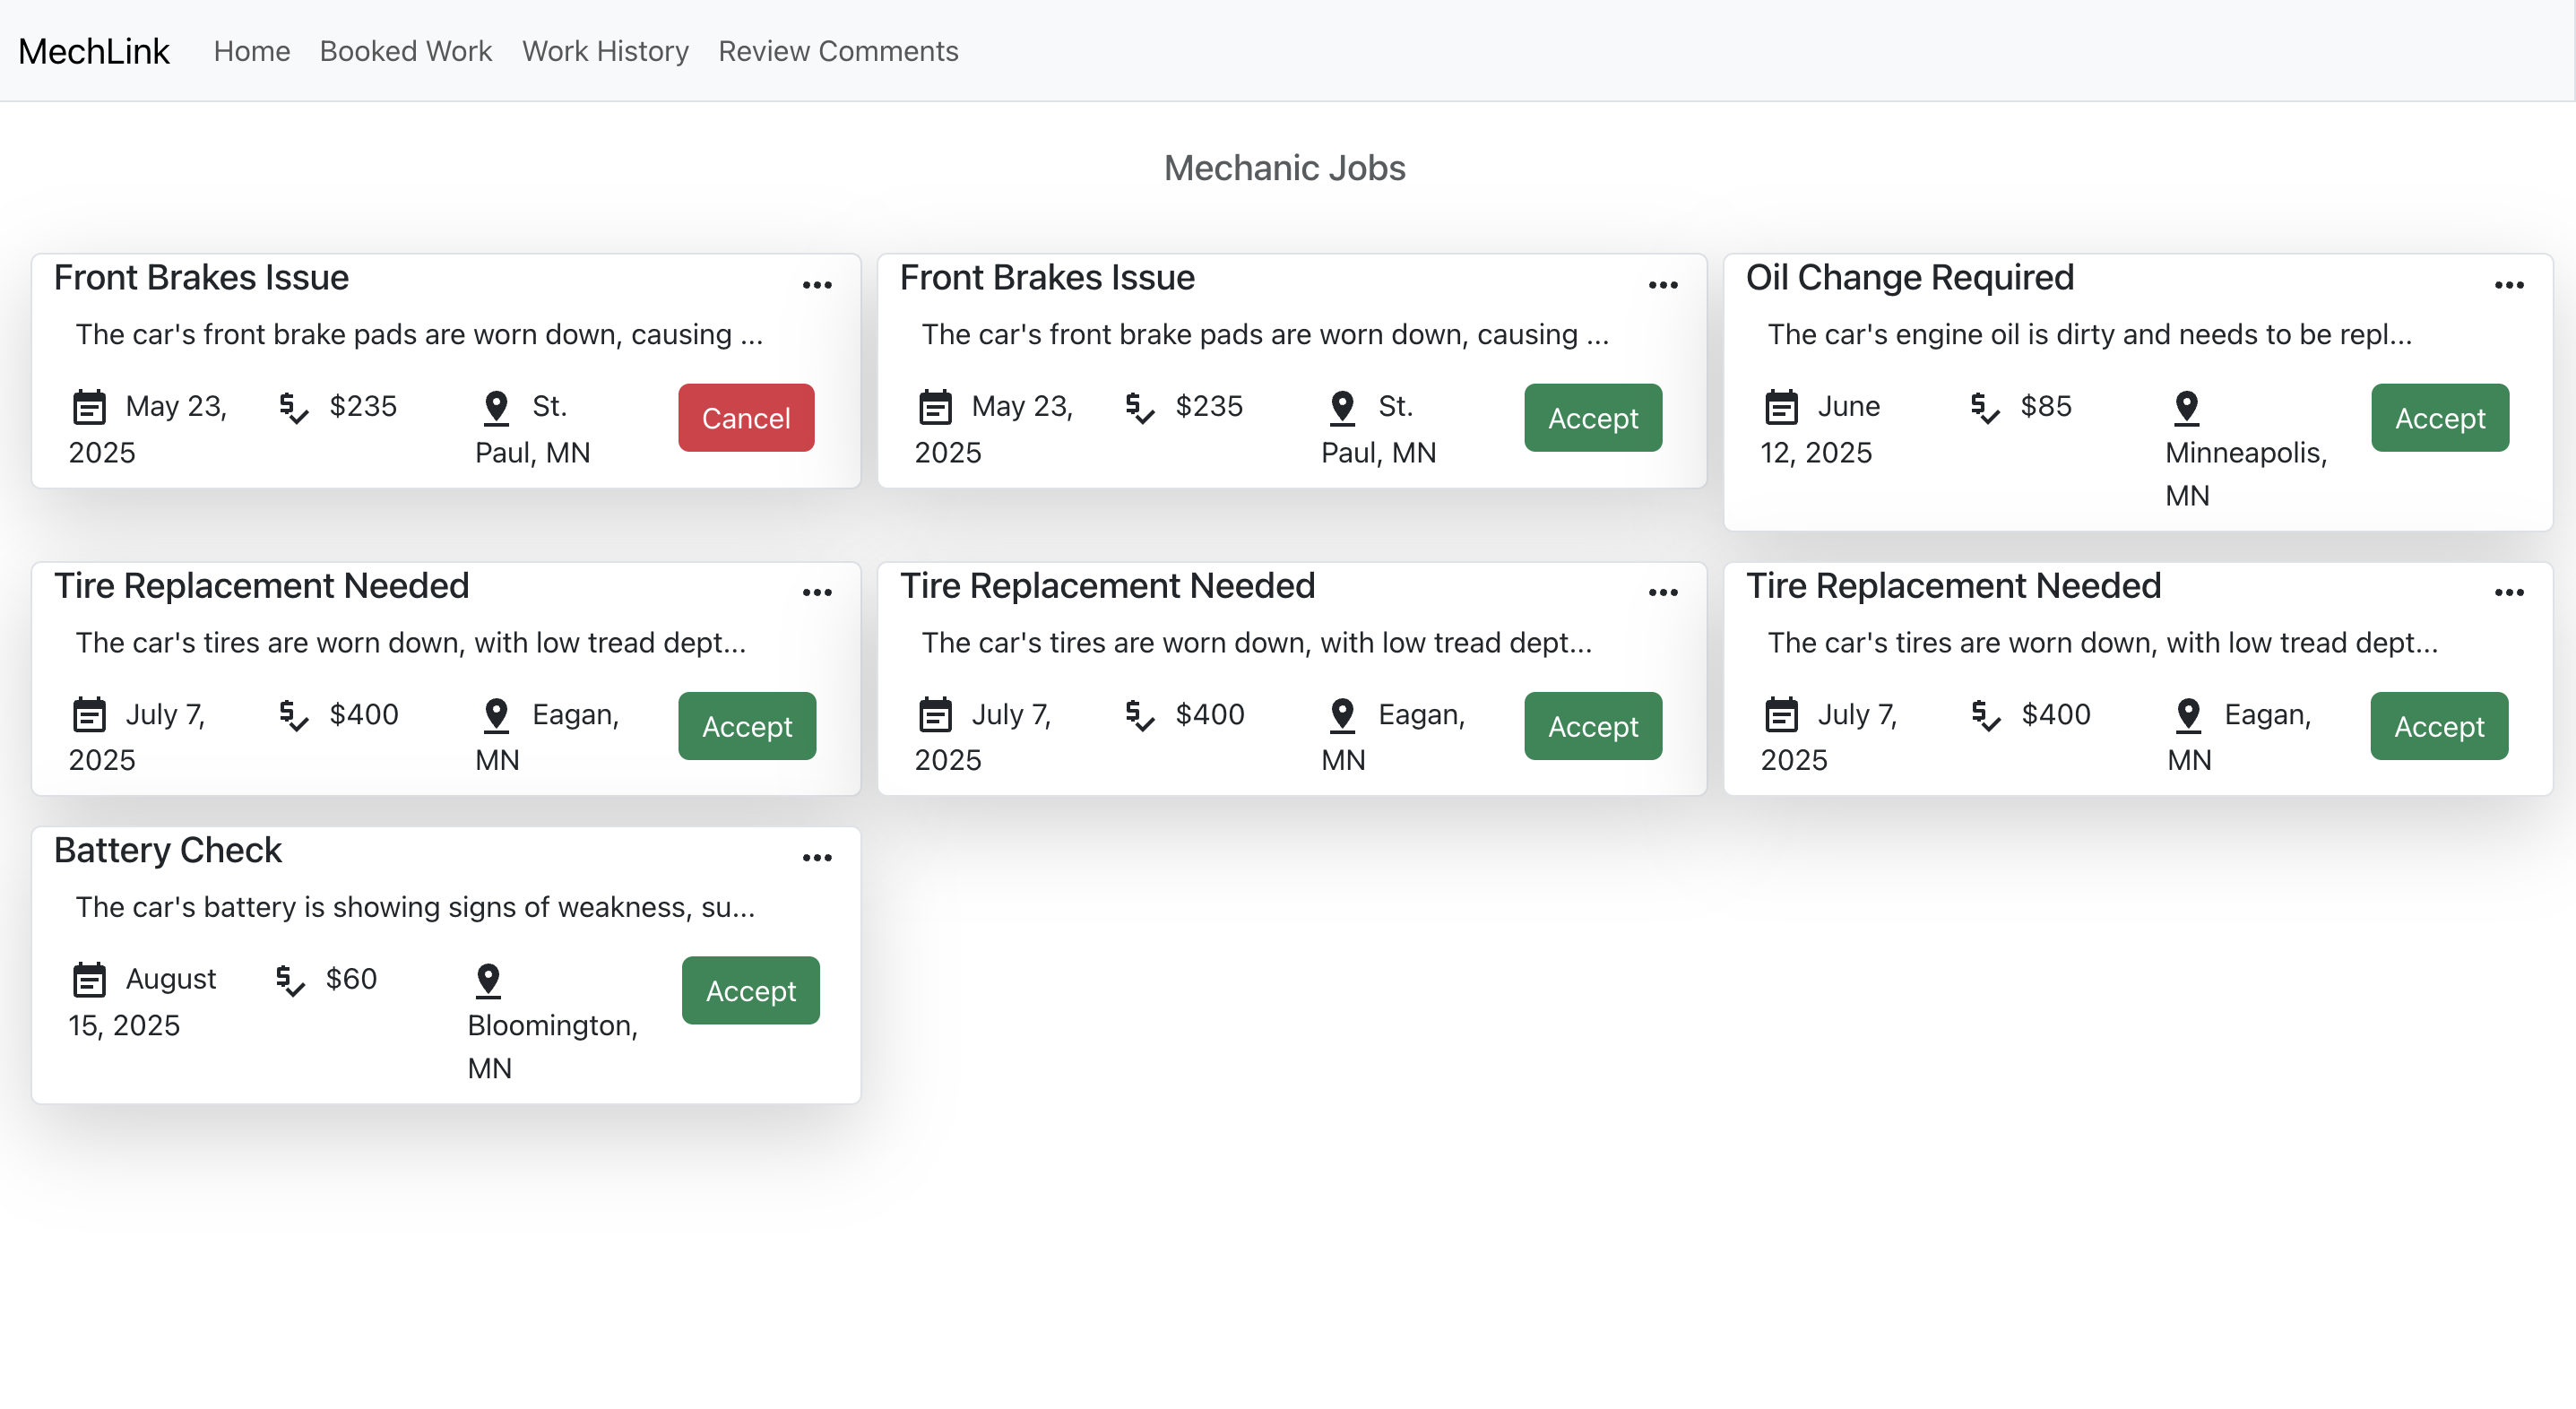 MechLink Home Booked Work Work History Review Comments
Mechanic Jobs
Front Brakes Issue
The car's front brake pads are worn down, causing ...
May 23, $235 St. Cancel
2025 Paul, MN
Front Brakes Issue
The car's front brake pads are worn down, causing ...
May 23, $235 St. Accept
2025 Paul, MN
Oil Change Required
The car's engine oil is dirty and needs to be repl...
June $85 Accept
12, 2025 Minneapolis,
MN
Tire Replacement Needed
The car's tires are worn down, with low tread dept...
July 7, $400 Eagan, Accept
2025 MN
Tire Replacement Needed
The car's tires are worn down, with low tread dept...
July 7, $400 Eagan, Accept
2025 MN
Tire Replacement Needed
The car's tires are worn down, with low tread dept...
July 7, $400 Eagan, Accept
2025 MN
Battery Check
The car's battery is showing signs of weakness, su...
August $60 Accept
15, 2025 Bloomington,
MN